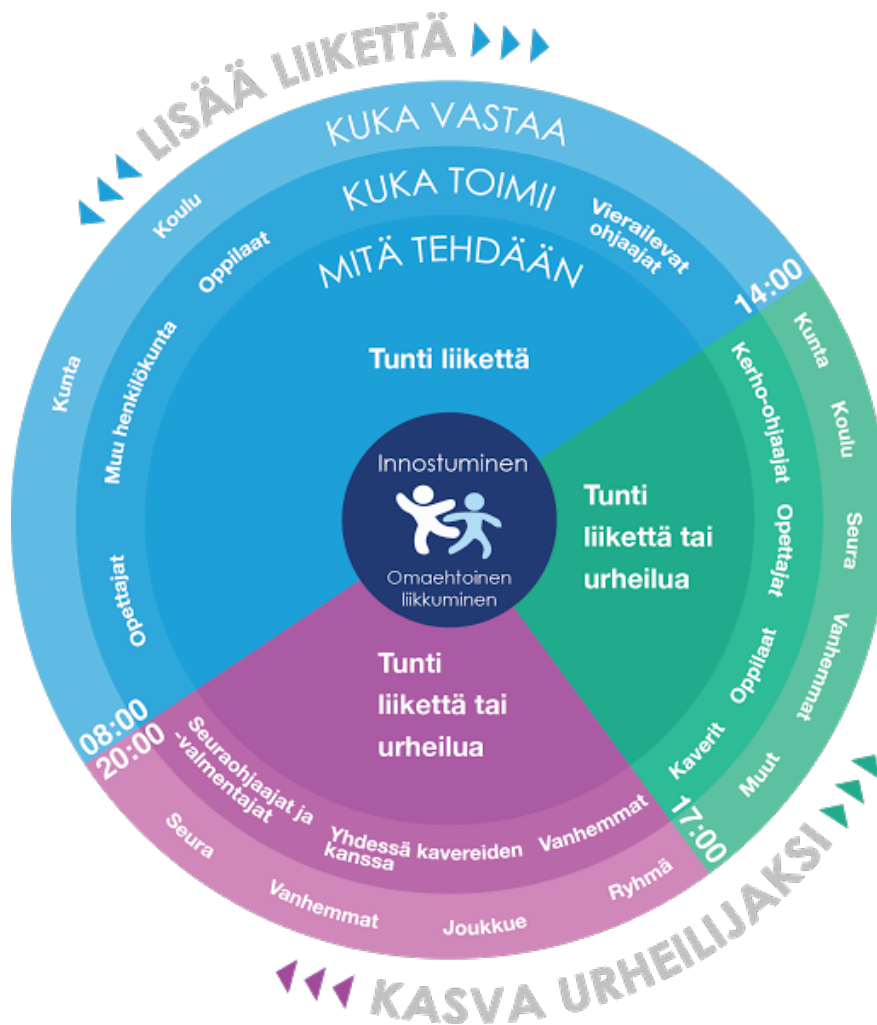 LISÄÄ LIIKETTÄ
KUKA VASTAA
KUKA TOIMII
MITÄ TEHDÄÄN
Koulu
Kunta
Oppilaat
Muu henkilökunta
Opettajat
Vierailevat
ohjaajat
Tunti liikettä
08:00
14:00
Innostuminen
Omaehtoinen
liikkuminen
Tunti
liikettä tai
urheilua
Kerho-ohjaajat
Opettajat
Oppilaat
Kaverit
Kunta
Koulu
Seura
Vanhemmat
Muut
17:00
Tunti
liikettä tai
urheilua
20:00
Seuraohjaajat ja
-valmentajat
Yhdessä kavereiden
kanssa
Vanhemmat
Seura
Vanhemmat
Joukkue
Ryhmä
KASVA URHEILIJAKSI